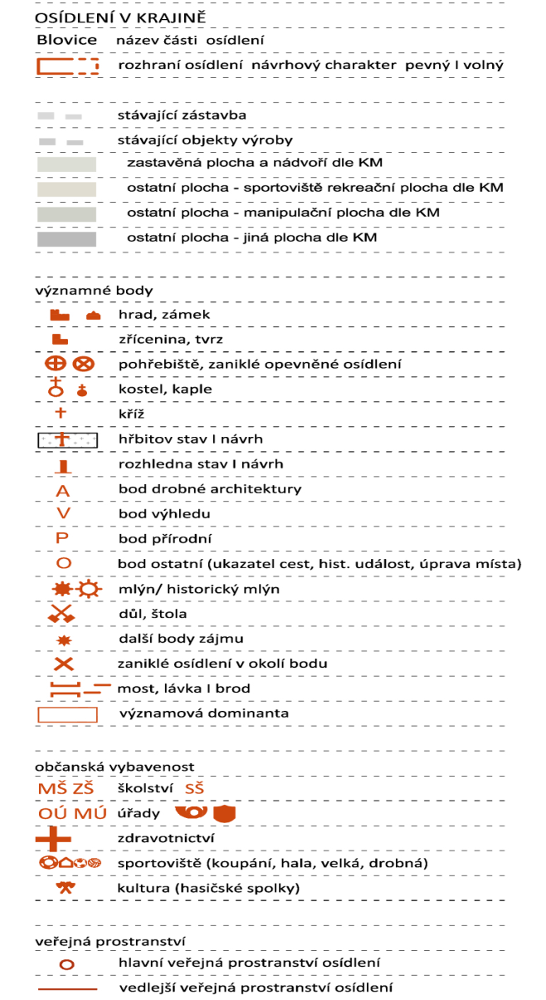 OSÍDLENÍ V KRAJINĚ
Blovice název části osídlení
rozhraní osídlení návrhový charakter pevný I volný
stávající zástavba
stávající objekty výroby
zastavěná plocha a nádvoří dle KM
ostatní plocha - sportoviště rekreační plocha dle KM
ostatní plocha - manipulační plocha dle KM
ostatní plocha - jiná plocha dle KM
významné body
hrad, zámek
zřícenina, tvrz
pohřebiště, zaniklé opevněné osídlení
kostel, kaple
kříž
hřbitov stav I návrh
rozhledna stav I návrh
A bod drobné architektury
V bod výhledu
P bod přírodní
O bod ostatní (ukazatel cest, hist. událost, úprava místa)
mlýn/ historický mlýn
důl, štola
další body zájmu
zaniklé osídlení v okolí bodu
most, lávka I brod
významová dominanta
občanská vybavenost
MŠ ZŠ školství SŠ
OÚ MÚ úřady
zdravotnictví
sportoviště (koupání, hala, velká, drobná)
kultura (hasičské spolky)
veřejná prostranství
hlavní veřejná prostranství osídlení
vedlejší veřejná prostranství osídlení